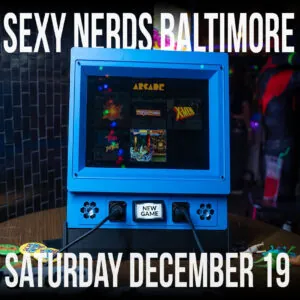 SEXY NERDS BALTIMORE
ARCADE
X-MEN
NEW
GAME
SATURDAY DECEMBER 19